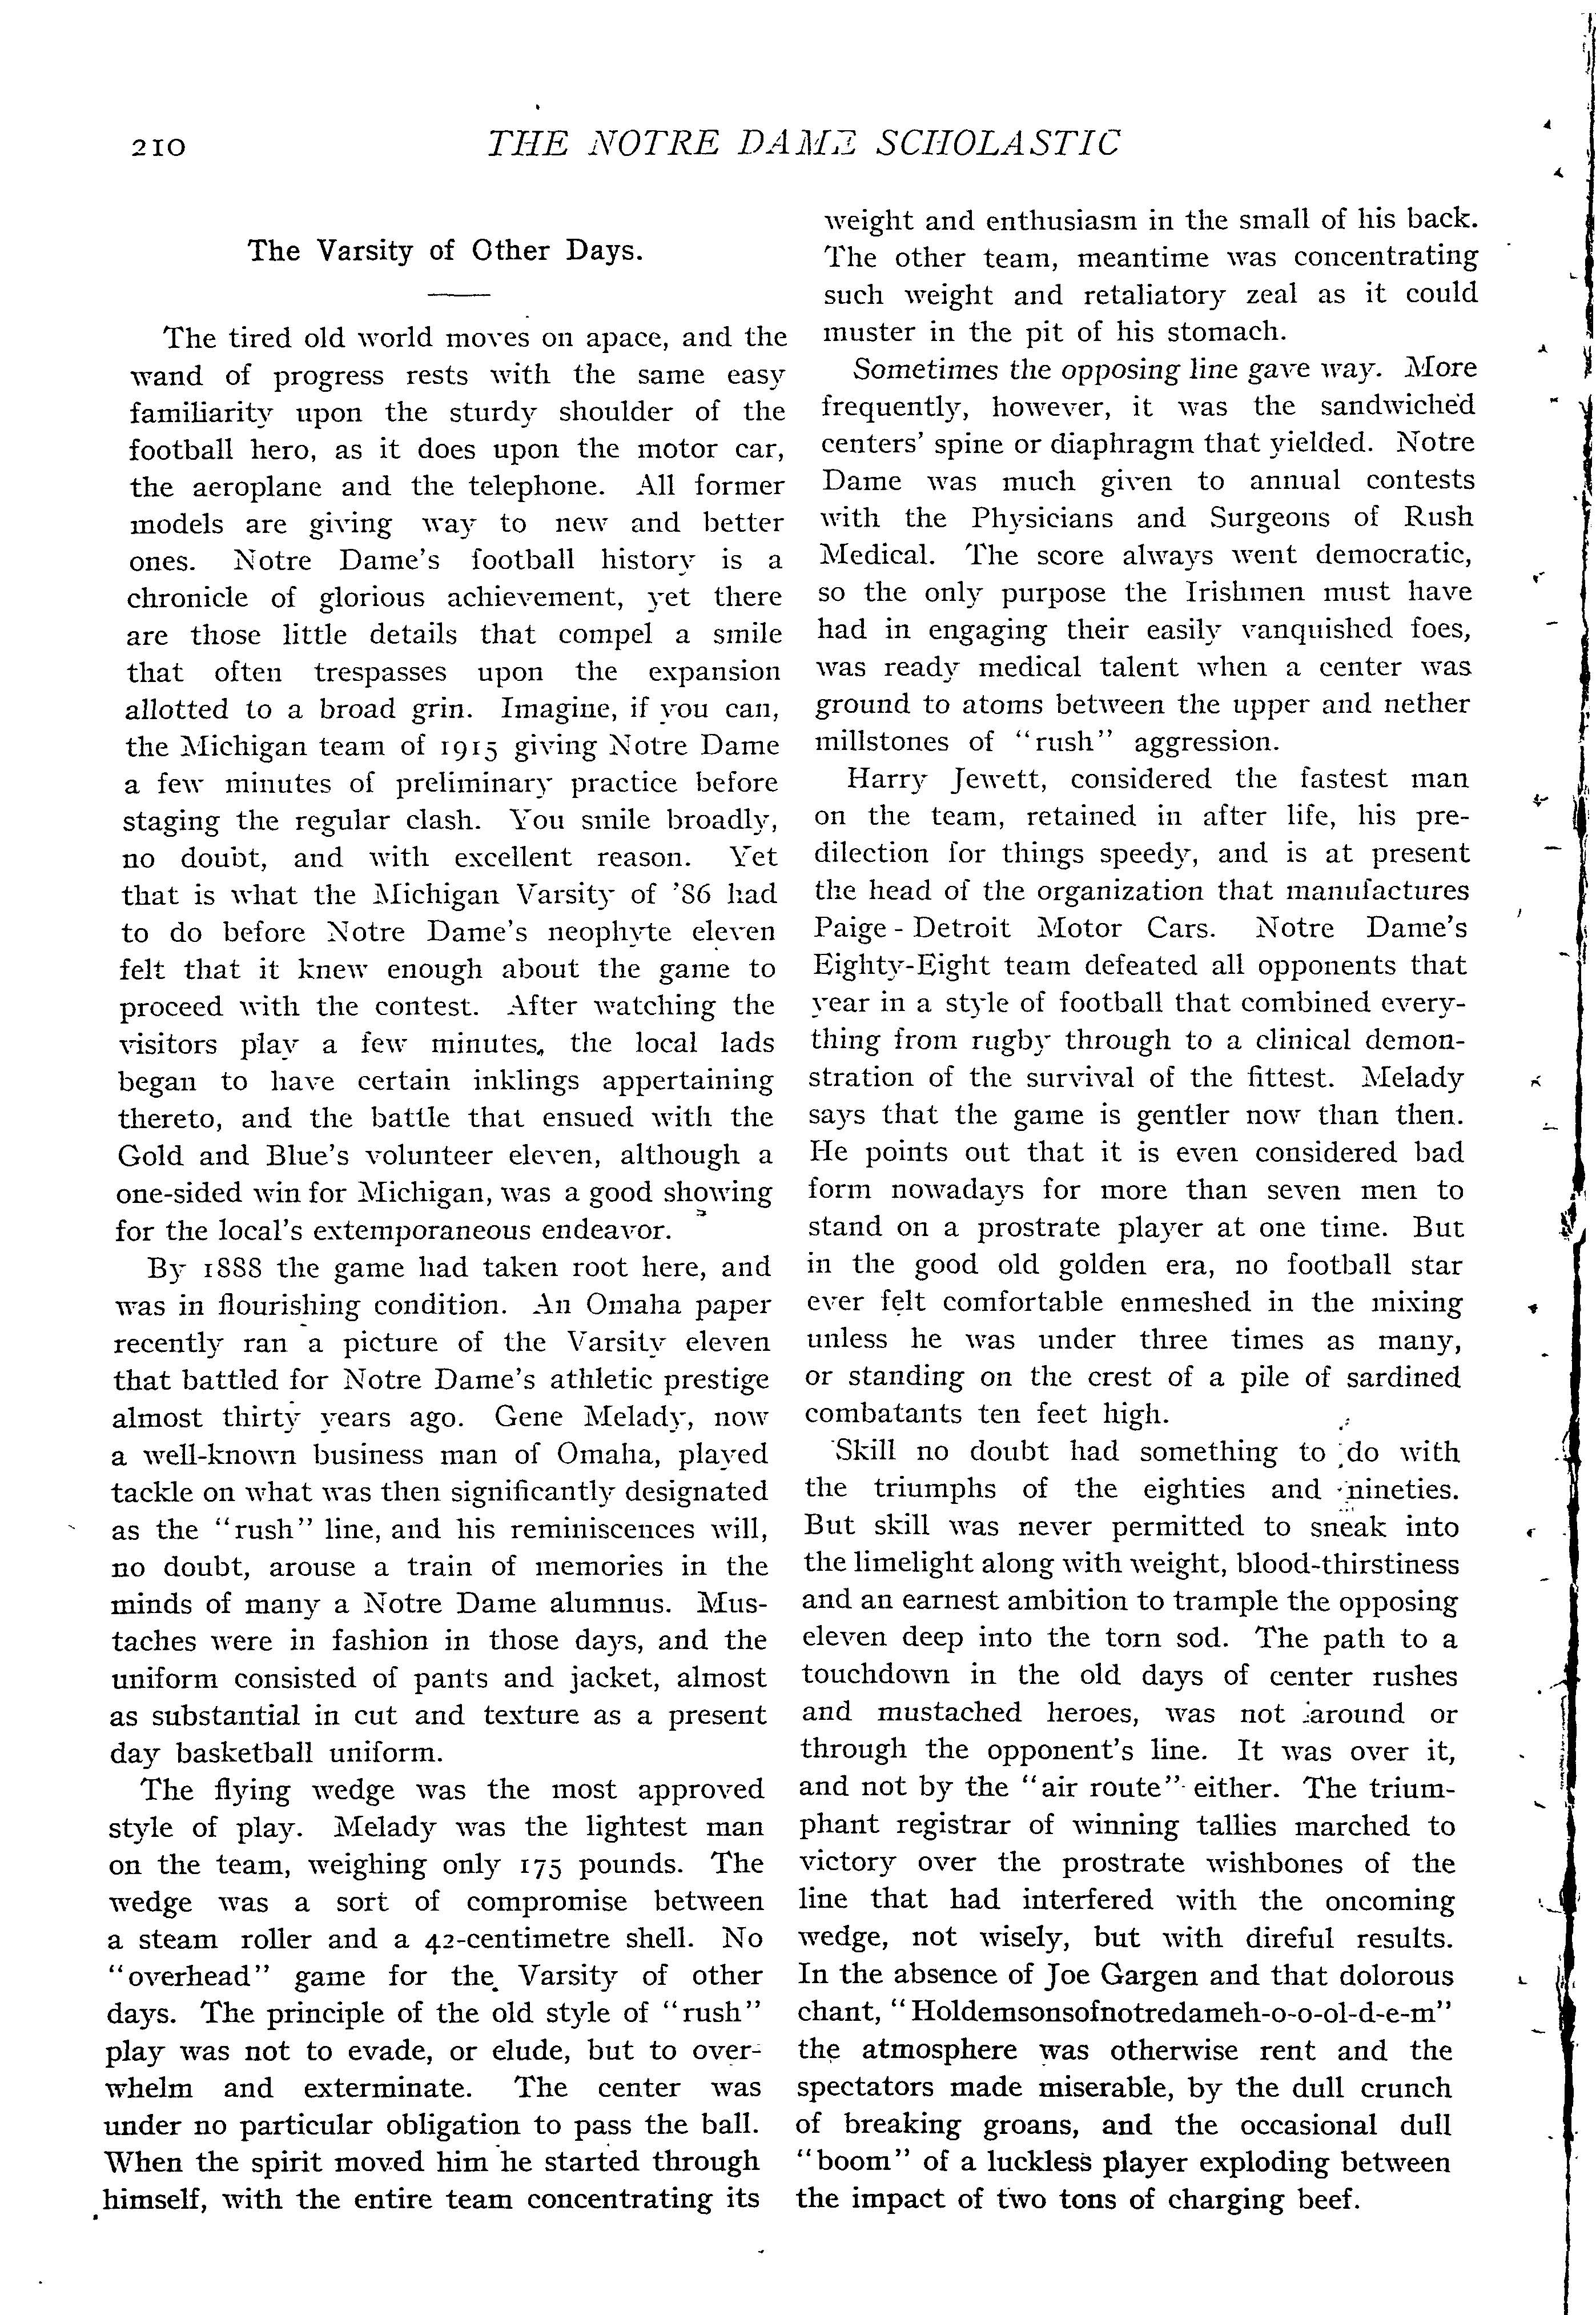 210
THE NOTRE DAME SCHOLASTIC
The Varsity of Other Days.
The tired old world moves on apace, and the
wand of progress rests with the same easy
familiarity upon the sturdy shoulder of the
football hero, as it does upon the motor car,
the aeroplane and the telephone. All former
models are giving way to new and better
ones. Notre Dame's football history is a
chronicle of glorious achievement, yet there
are those little details that compel a smile
that often trespasses upon the expansion
allotted to a broad grin. Imagine, if you can,
the Michigan team of 1915 giving Notre Dame
a few minutes of preliminary practice before
staging the regular clash. You smile broadly,
no doubt, and with excellent reason. Yet
that is what the Michigan Varsity of '86 had
to do before Notre Dame's neophyte eleven
felt that it knew enough about the game to
proceed with the contest. After watching the
visitors play a few minutes, the local lads
began to have certain inklings appertaining
thereto, and the battle that ensued with the
Gold and Blue's volunteer eleven, although a
one-sided win for Michigan, was a good showing
for the local's extemporaneous endeavor.
By 1888 the game had taken root here, and
was in flourishing condition. An Omaha paper
recently ran a picture of the Varsity eleven
that battled for Notre Dame's athletic prestige
almost thirty years ago. Gene Melady, now
a well-known business man of Omaha, played
tackle on what was then significantly designated
as the "rush" line, and his reminiscences will,
no doubt, arouse a train of memories in the
minds of many a Notre Dame alumnus. Mus-
taches were in fashion in those days, and the
uniform consisted of pants and jacket, almost
as substantial in cut and texture as a present
day basketball uniform.
The flying wedge was the most approved
style of play. Melady was the lightest man
on the team, weighing only 175 pounds. The
wedge was a sort of compromise between
a steam roller and a 42-centimetre shell. No
"overhead" game for the Varsity of other
days. The principle of the old style of "rush"
play was not to evade, or elude, but to over-
whelm and exterminate. The center was
under no particular obligation to pass the ball.
When the spirit moved him he started through
himself, with the entire team concentrating its
weight and enthusiasm in the small of his back.
The other team, meantime was concentrating
such weight and retaliatory zeal as it could
muster in the pit of his stomach.
Sometimes the opposing line gave way. More
frequently, however, it was the sandwiched
centers' spine or diaphragm that yielded. Notre
Dame was much given to annual contests
with the Physicians and Surgeons of Rush
Medical. The score always went democratic,
so the only purpose the Irishmen must have
had in engaging their easily vanquished foes,
was ready medical talent when a center was
ground to atoms between the upper and nether
millstones of "rush" aggression.
Harry Jewett, considered the fastest man
on the team, retained in after life, his pre-
dilection for things speedy, and is at present
the head of the organization that manufactures
Paige-Detroit Motor Cars. Notre Dame's
Eighty-Eight team defeated all opponents that
year in a style of football that combined every-
thing from rugby through to a clinical demon-
stration of the survival of the fittest. Melady
says that the game is gentler now than then.
He points out that it is even considered bad
form nowadays for more than seven men to
stand on a prostrate player at one time. But
in the good old golden era, no football star
ever felt comfortable enmeshed in the mixing
unless he was under three times as many,
or standing on the crest of a pile of sardined
combatants ten feet high.
Skill no doubt had something to do with
the triumphs of the eighties and nineties.
But skill was never permitted to sneak into
the limelight along with weight, blood-thirstiness
and an earnest ambition to trample the opposing
eleven deep into the torn sod. The path to a
touchdown in the old days of center rushes
and mustached heroes, was not around or
through the opponent's line. It was over it,
and not by the "air route" either. The trium-
phant registrar of winning tallies marched to
victory over the prostrate wishbones of the
line that had interfered with the oncoming
wedge, not wisely, but with direful results.
In the absence of Joe Gargen and that dolorous
chant, "Holdemsonsofnotredameh-o-o-ol-d-e-m"
the atmosphere was otherwise rent and the
spectators made miserable, by the dull crunch
of breaking groans, and the occasional dull
"boom" of a luckless player exploding between
the impact of two tons of charging beef.